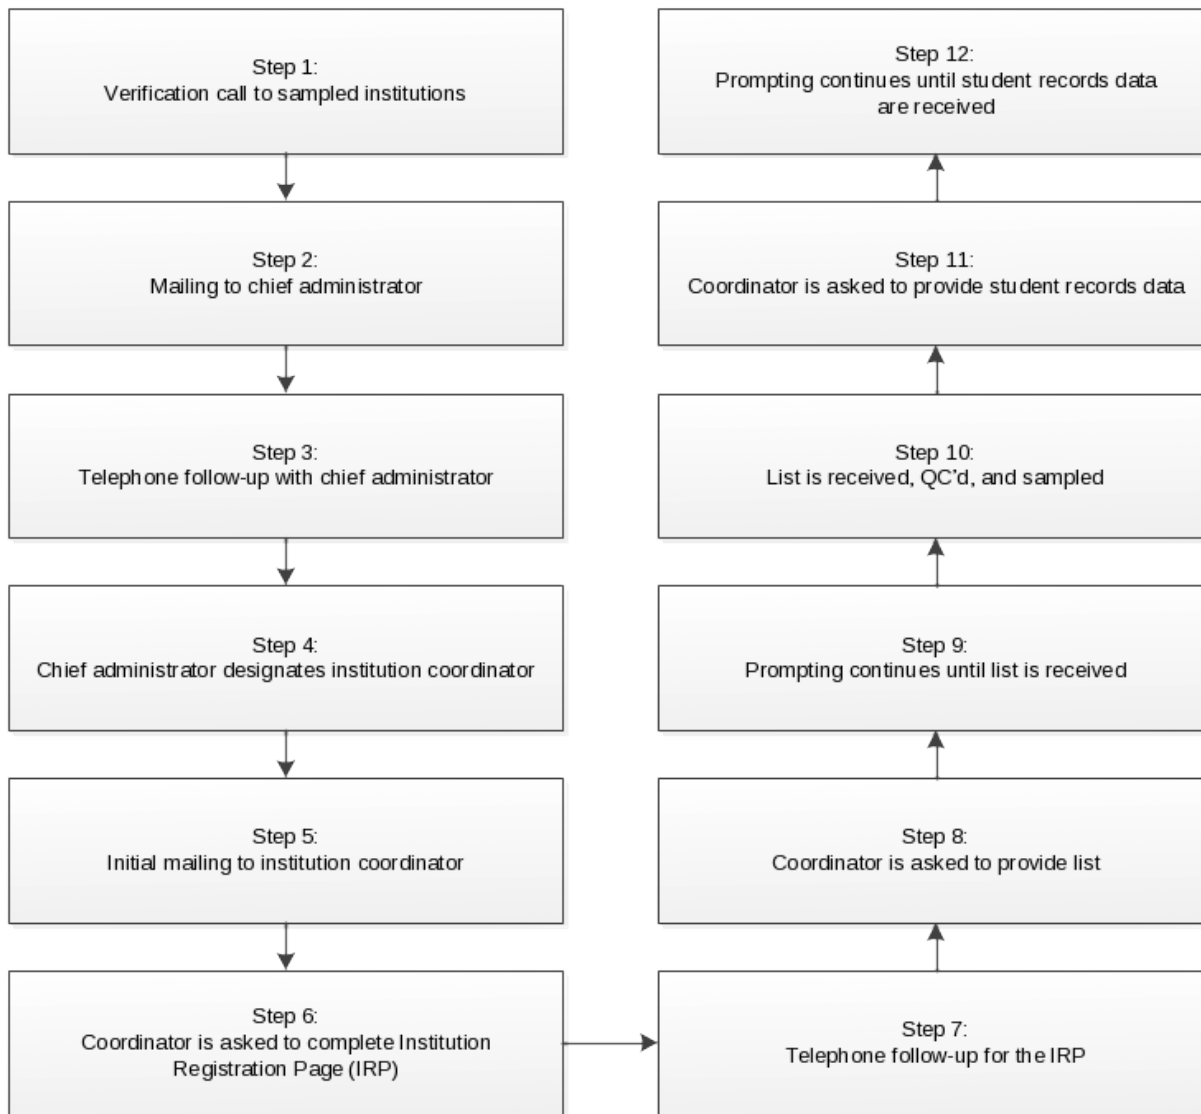 Step 1:
Verification call to sampled institutions
Step 2:
Mailing to chief administrator
Step 3:
Telephone follow-up with chief administrator
Step 4:
Chief administrator designates institution coordinator
Step 5:
Initial mailing to institution coordinator
Step 6:
Coordinator is asked to complete Institution
Registration Page (IRP)
Step 7:
Telephone follow-up for the IRP
Step 8:
Coordinator is asked to provide list
Step 9:
Prompting continues until list is received
Step 10:
List is received, QC’d, and sampled
Step 11:
Coordinator is asked to provide student records data
Step 12:
Prompting continues until student records data
are received